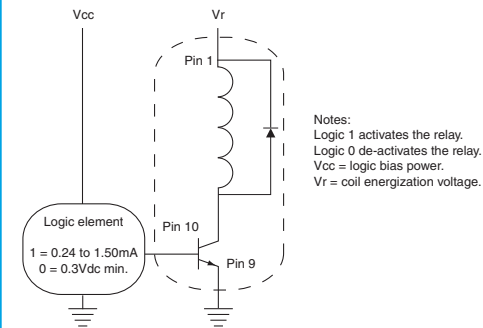 Vcc
Vr
Pin 1
Notes:
Logic 1 activates the relay.
Logic 0 de-activates the relay.
Vcc = logic bias power.
Vr = coil energization voltage.
Logic element
1 = 0.24 to 1.50mA
0 = 0.3Vdc min.
Pin 10
Pin 9